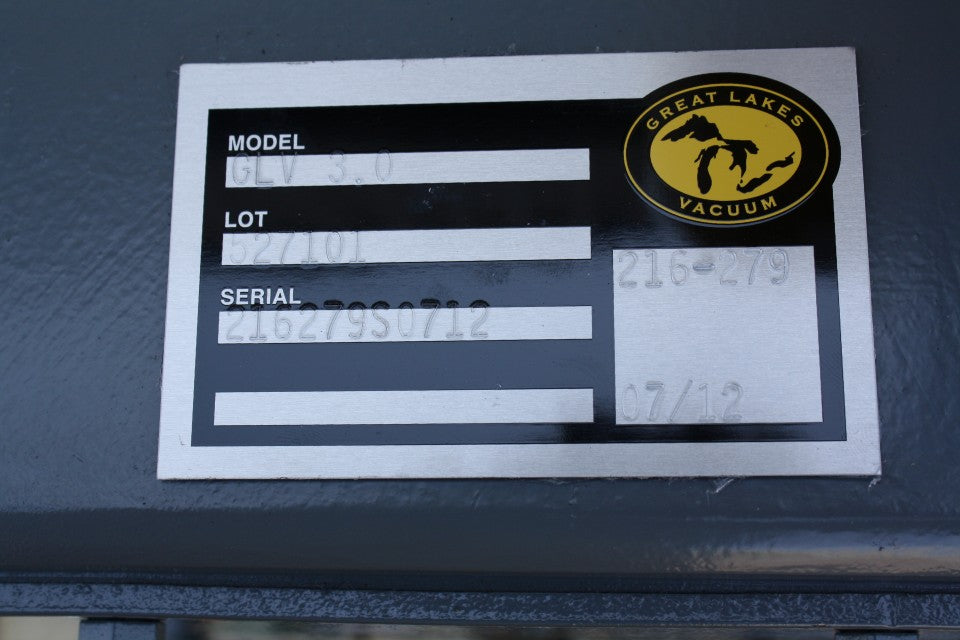 GREAT LAKES
VACUUM
MODEL
GLV 3.0
LOT
527101
SERIAL
216279S0712
216-279
07/12